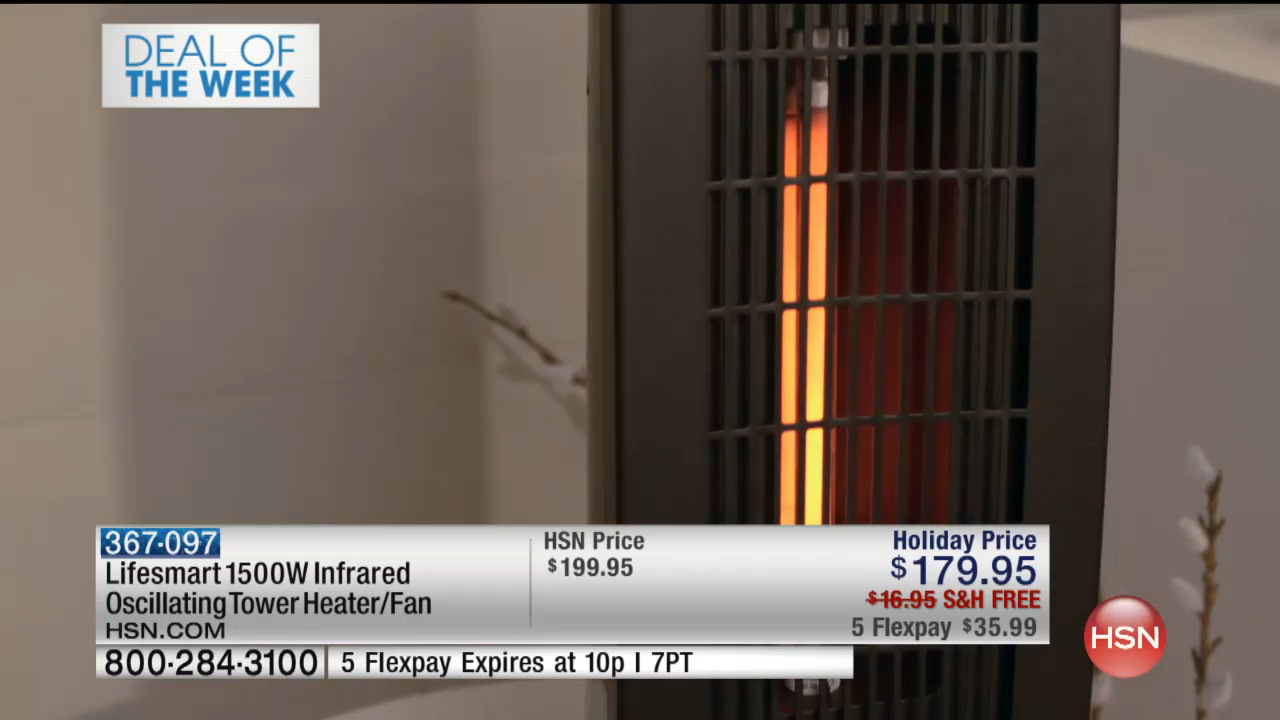 DEAL OF
THE WEEK
367-097
Lifesmart 1500W Infrared
Oscillating Tower Heater/Fan
HSN.COM
HSN Price
$199.95
Holiday Price
$179.95
$16.95 S&H FREE
5 Flexpay $35.99
HSN
800-284-3100
5 Flexpay Expires at 10p | 7PT